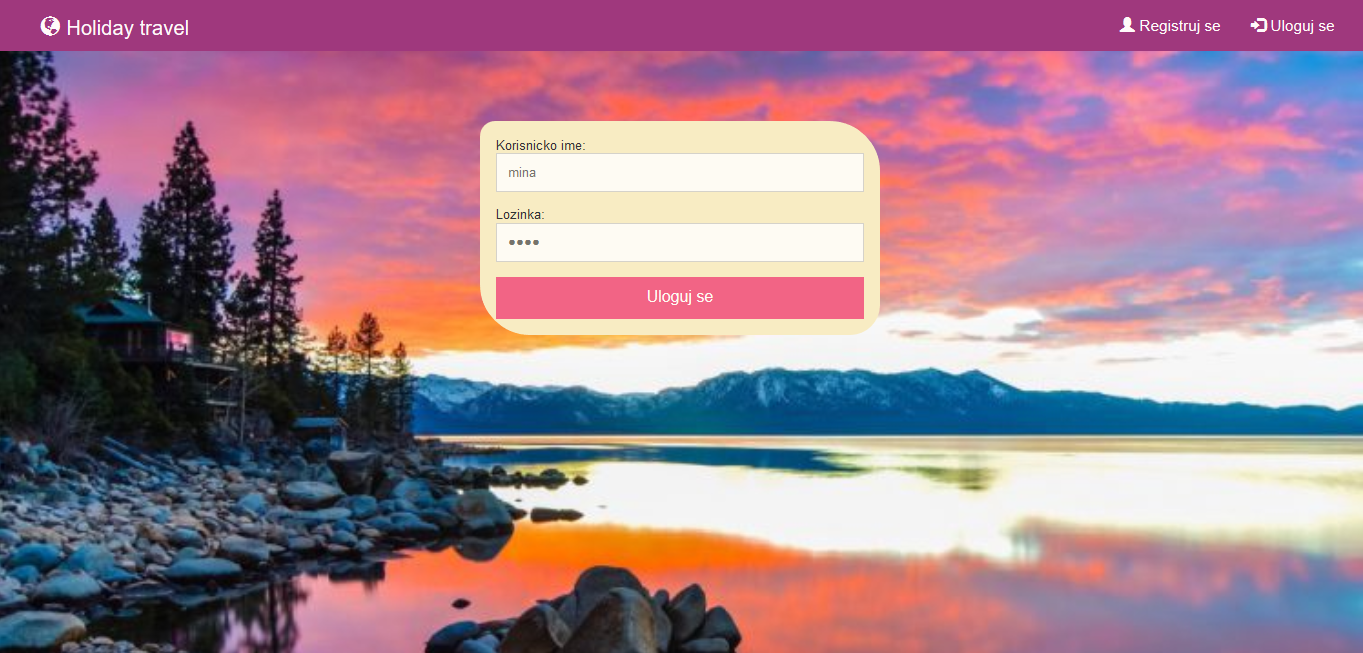 Holiday travel
Registruj se
Uloguj se
Korisnicko ime:
mina
Lozinka:
••••
Uloguj se